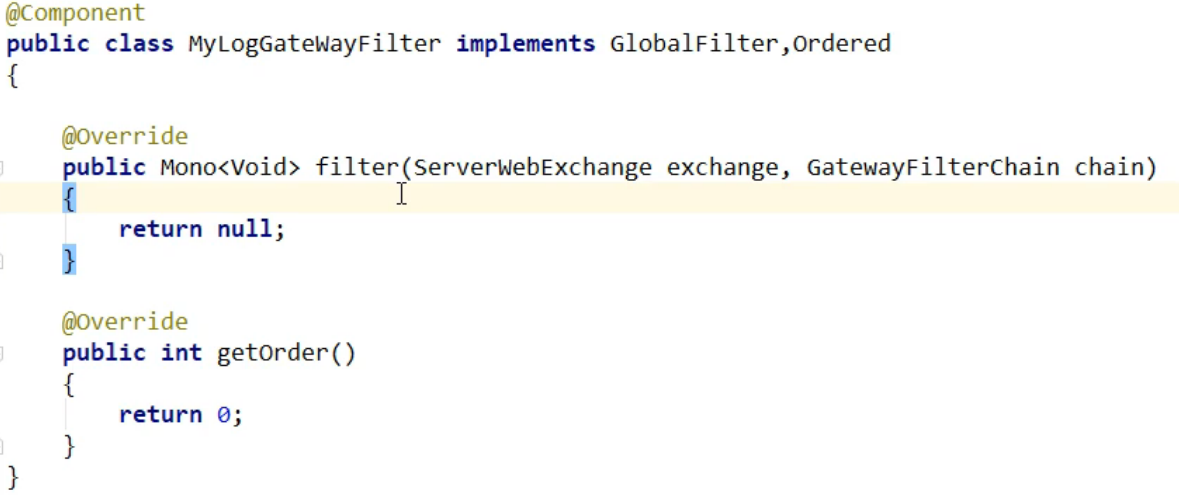 @Component
public class MyLogGateWayFilter implements GlobalFilter,Ordered
{
@Override
public Mono<Void> filter(ServerWebExchange exchange, GatewayFilterChain chain)
{
return null;
}
@Override
public int getOrder()
{
return 0;
}
}